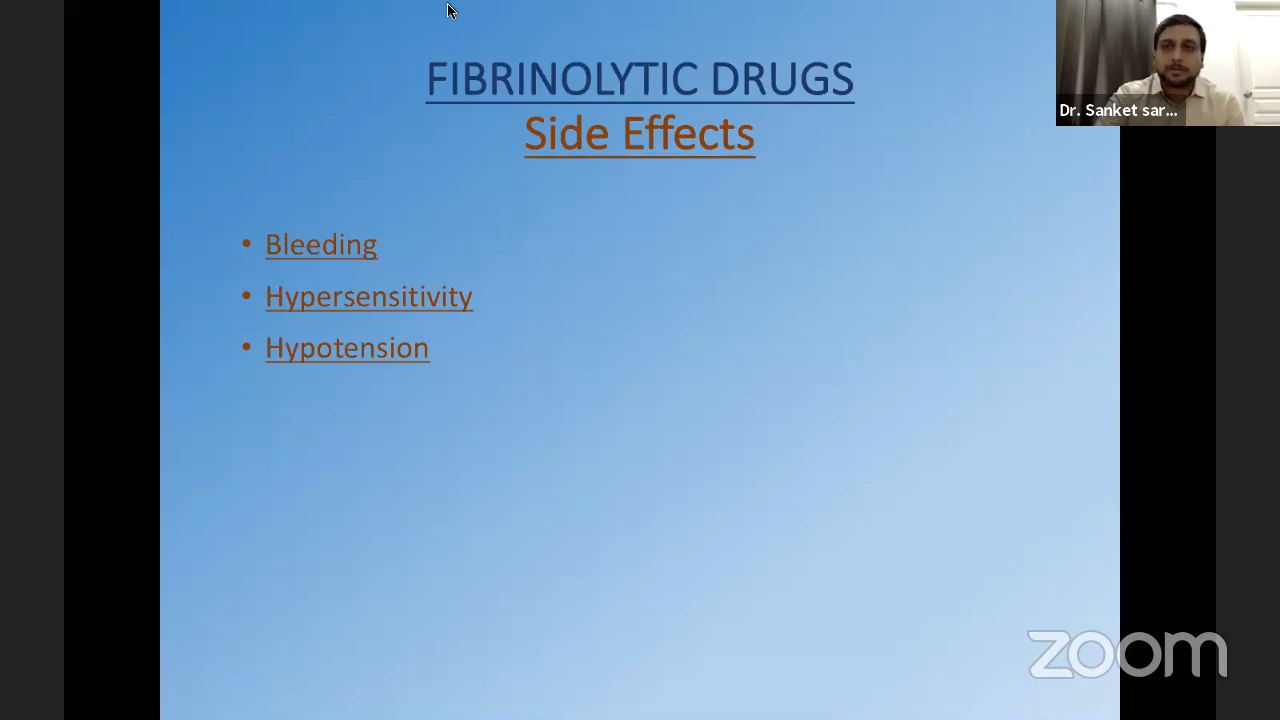 FIBRINOLYTIC DRUGS
Side Effects
• Bleeding
• Hypersensitivity
• Hypotension
Dr. Sanket sar...
zoom